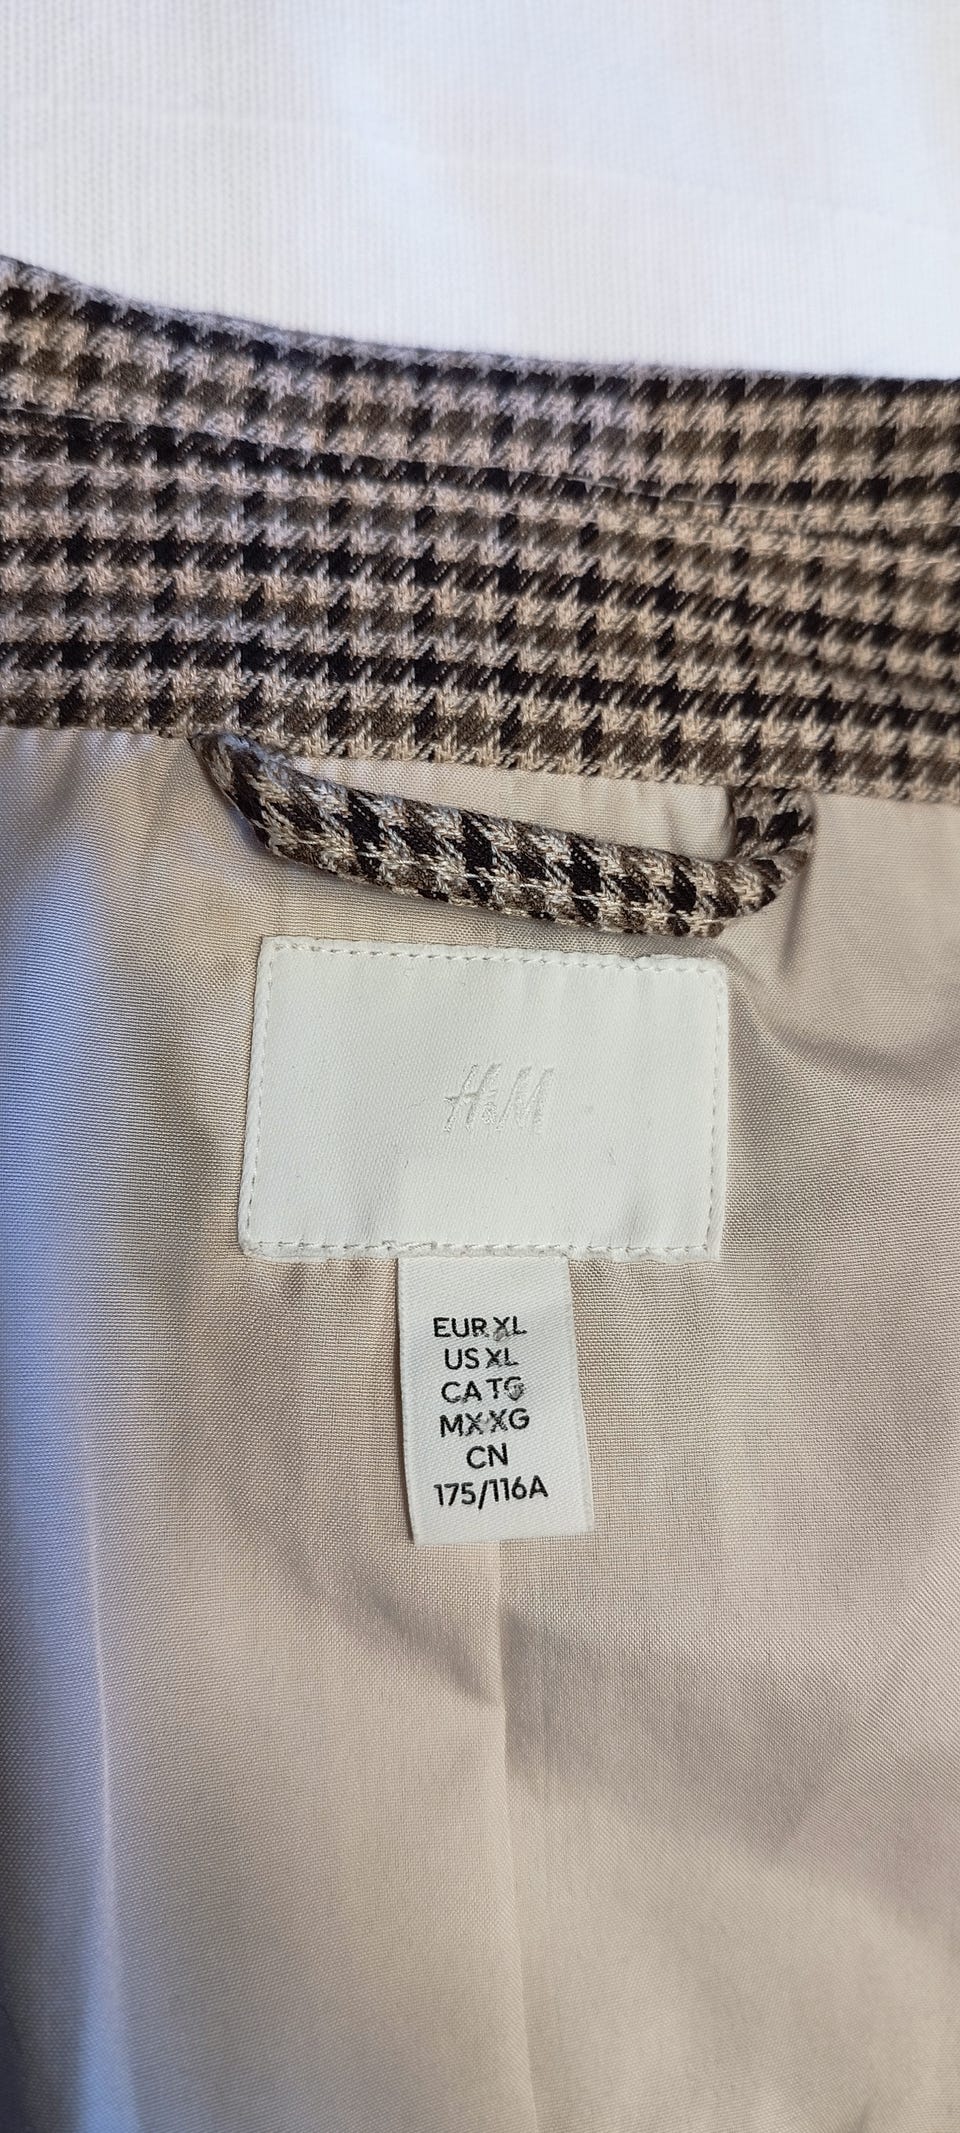 H&M
EUR XL
US XL
CA TG
MX XG
CN
175/116A